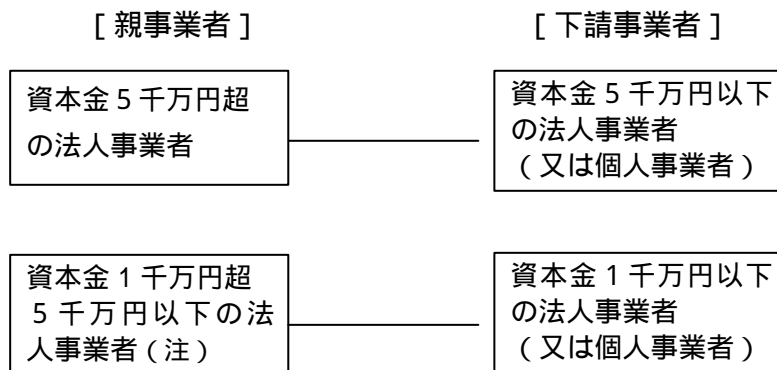 [ 親事業者 ]
[ 下請事業者 ]
資本金５千万円超
の法人事業者
資本金５千万円以下
の法人事業者
（又は個人事業者）
資本金１千万円超
５千万円以下の法
人事業者（注）
資本金１千万円以下
の法人事業者
（又は個人事業者）